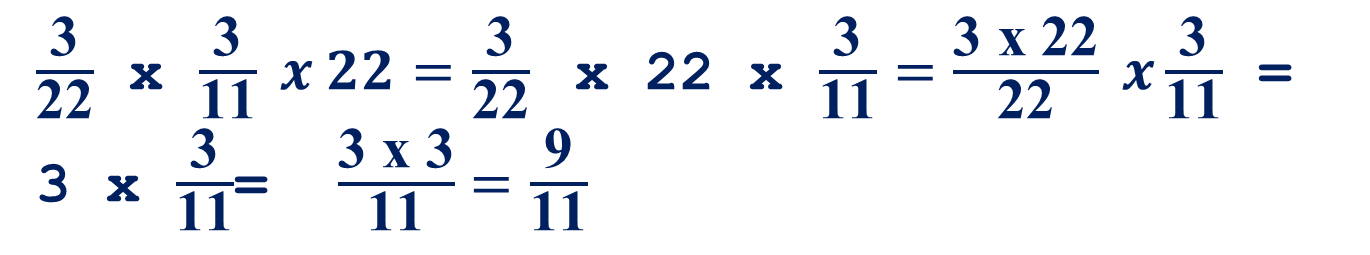 3/22 x 3/11 x 22 = 3/22 x 22 x 3/11 = 3 x 22/22 x 3/11 =
3 x 3/11 = 3 x 3/11 = 9/11